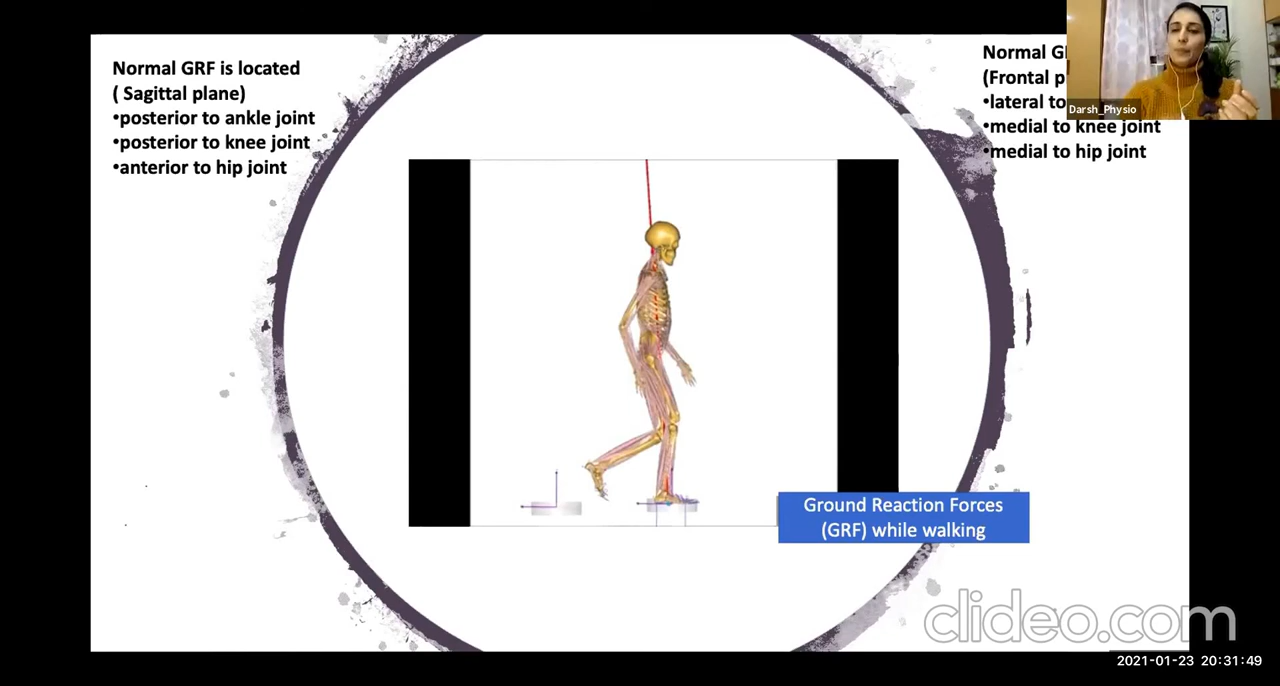 Normal GRF is located
( Sagittal plane)
•posterior to ankle joint
•posterior to knee joint
•anterior to hip joint
Normal
(Frontal
•lateral to
•medial to knee joint
•medial to hip joint
Darsh_Physio
Ground Reaction Forces
(GRF) while walking
clideo.com
2021-01-23 20:31:49